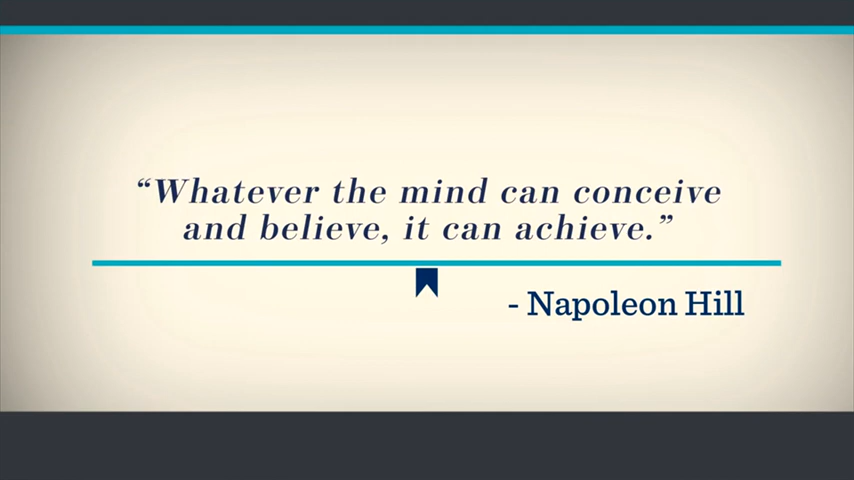 “Whatever the mind can conceive
and believe, it can achieve.”
- Napoleon Hill